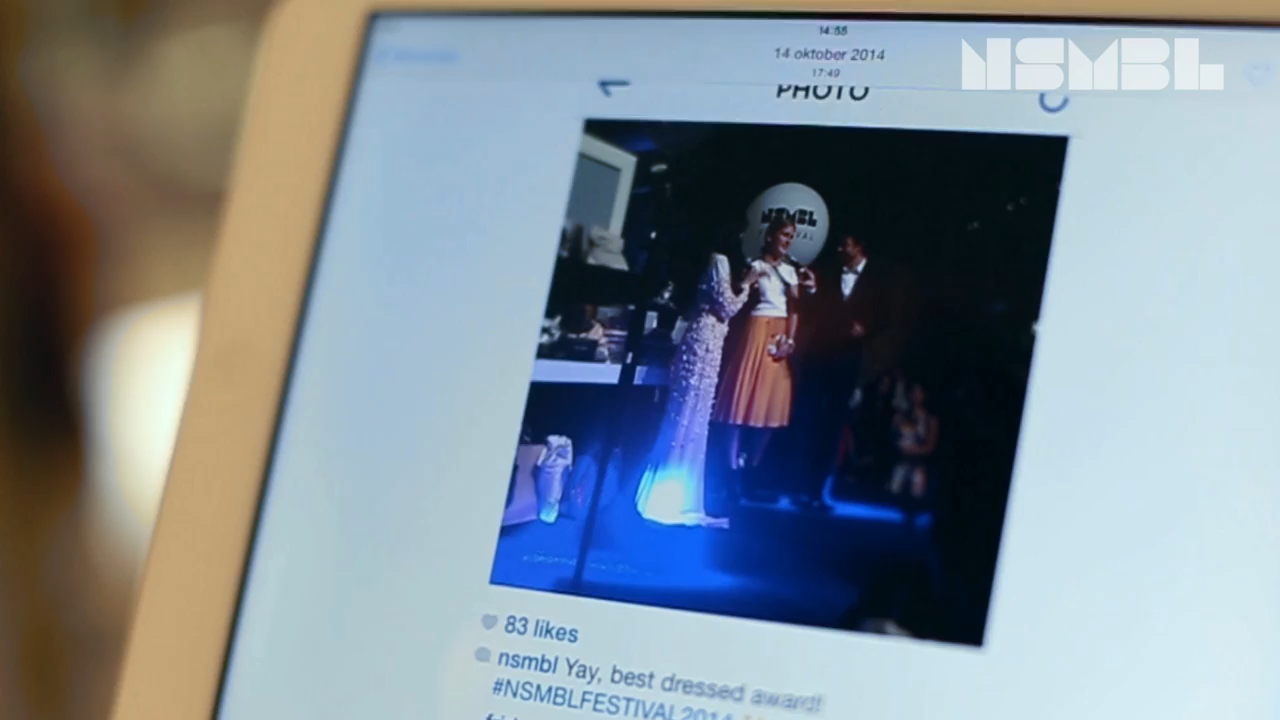 14:55
14 oktober 2014
17:49
NSMBL
PHOTO
NSMBL
83 likes
nsmbl Yay, best dressed award!
#NSMBLFESTIVAL2014